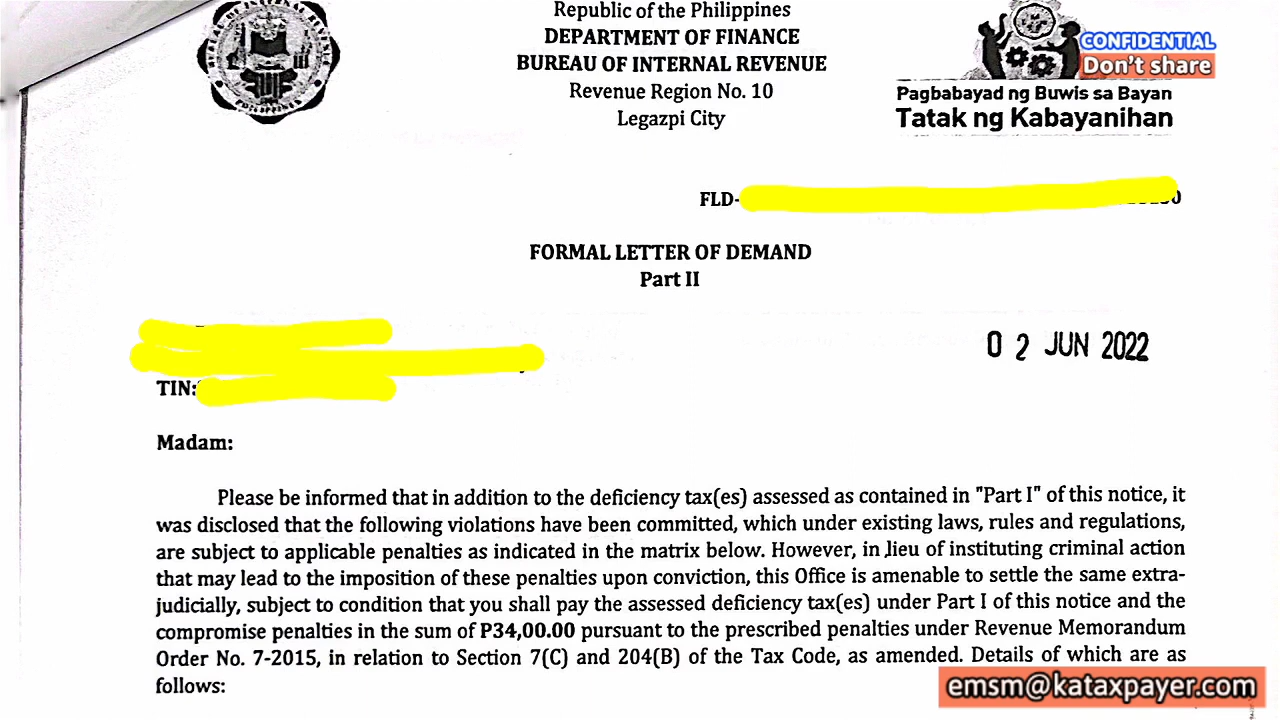 Republic of the Philippines
DEPARTMENT OF FINANCE
BUREAU OF INTERNAL REVENUE
Revenue Region No. 10
Legazpi City
CONFIDENTIAL
Don't share
Pagbabayad ng Buwis sa Bayan
Tatak ng Kabayanihan
FLD-
FORMAL LETTER OF DEMAND
Part II
02 JUN 2022
TIN:
Madam:
Please be informed that in addition to the deficiency tax(es) assessed as contained in "Part I" of this notice, it
was disclosed that the following violations have been committed, which under existing laws, rules and regulations,
are subject to applicable penalties as indicated in the matrix below. However, in lieu of instituting criminal action
that may lead to the imposition of these penalties upon conviction, this Office is amenable to settle the same extra-
judicially, subject to condition that you shall pay the assessed deficiency tax(es) under Part I of this notice and the
compromise penalties in the sum of P34,00.00 pursuant to the prescribed penalties under Revenue Memorandum
Order No. 7-2015, in relation to Section 7(C) and 204(B) of the Tax Code, as amended. Details of which are as
follows:
emsm@kataxpayer.com